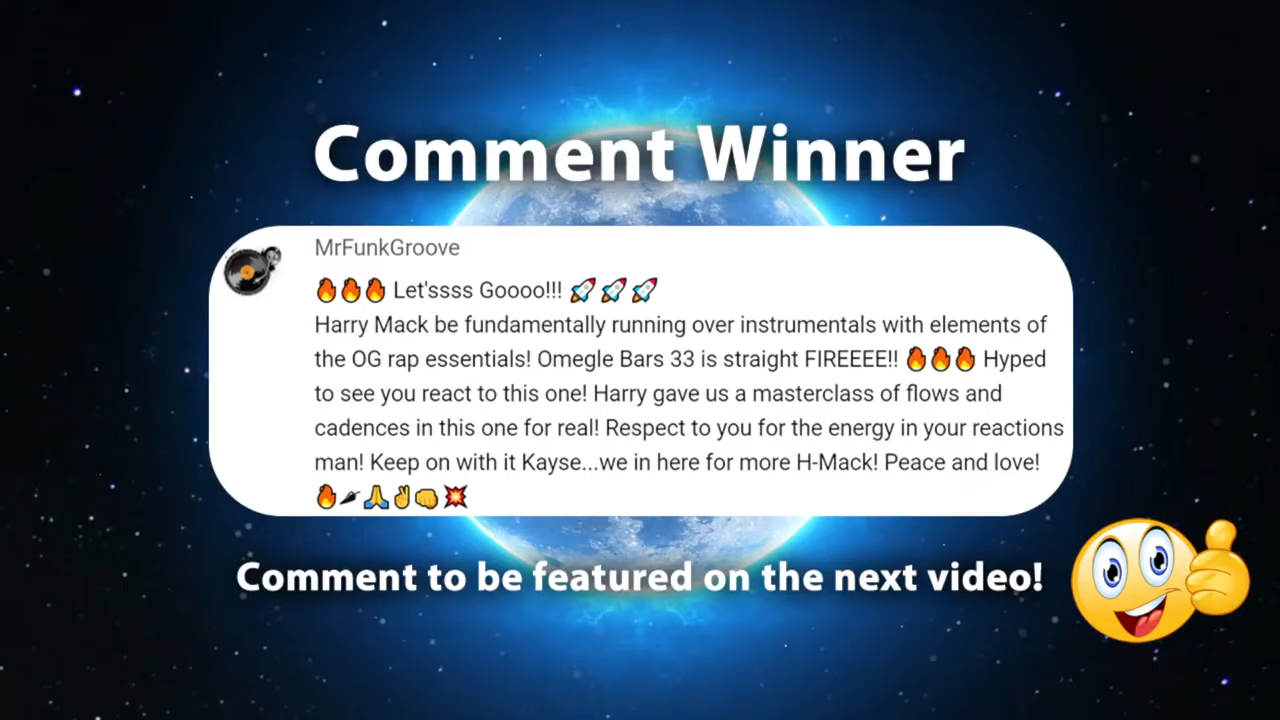 Comment Winner
MrFunkGroove
🔥🔥🔥 Let'ssss Goooo!!! 🚀🚀🚀
Harry Mack be fundamentally running over instrumentals with elements of
the OG rap essentials! Omegle Bars 33 is straight FIREEEE!! 🔥🔥🔥 Hyped
to see you react to this one! Harry gave us a masterclass of flows and
cadences in this one for real! Respect to you for the energy in your reactions
man! Keep on with it Kayse...we in here for more H-Mack! Peace and love!
🔥🌶🙏✌👊💥
Comment to be featured on the next video!